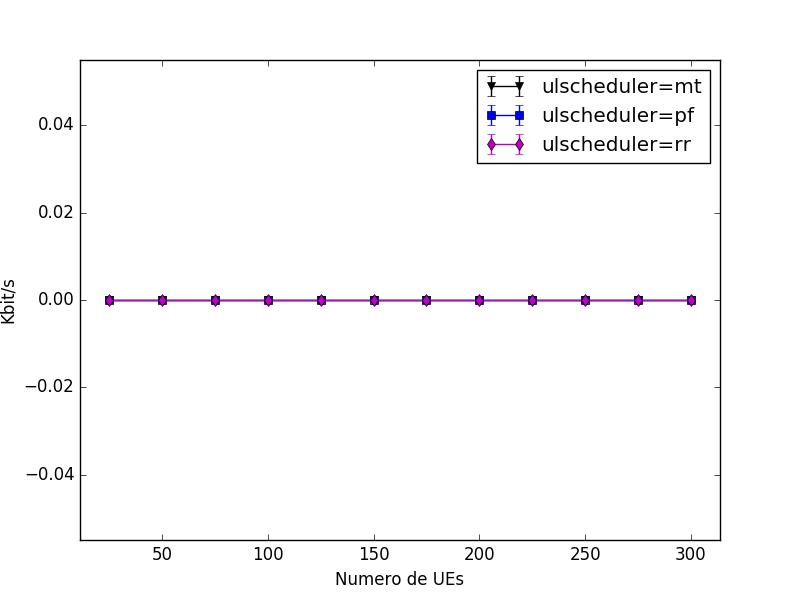 ulscheduler=mt
ulscheduler=pf
ulscheduler=rr
0.04
0.02
0.00
−0.02
−0.04
Kbit/s
50 100 150 200 250 300
Numero de UEs